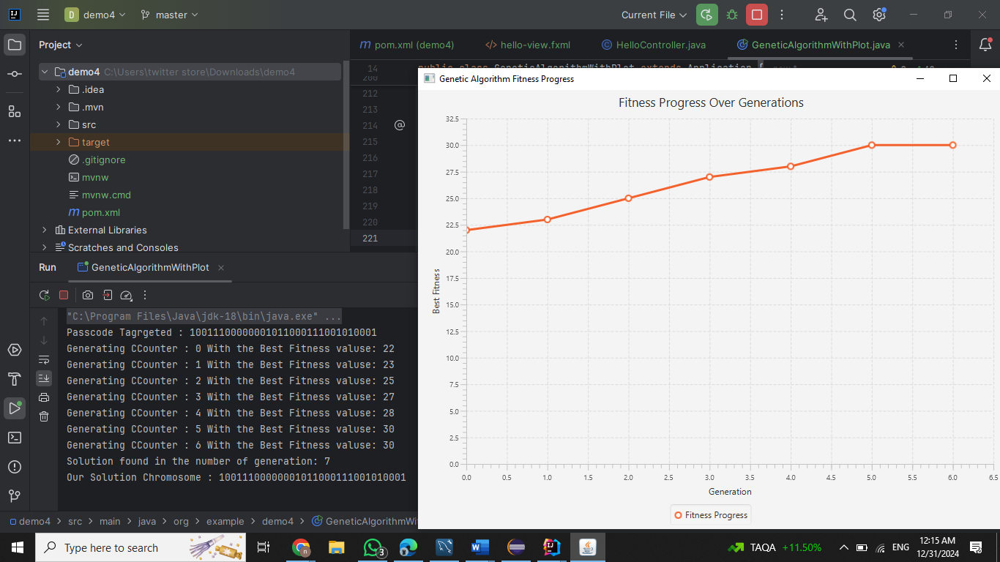 demo4
master
Current File
Project
pom.xml (demo4)
hello-view.fxml
HelloController.java
GeneticAlgorithmWithPlot.java
demo4 C:\Users\twitter store\Downloads\demo4
.idea
.mvn
src
target
.gitignore
mvnw
mvnw.cmd
pom.xml
External Libraries
Scratches and Consoles
14
212
213
214
215
216
217
218
219
220
221
Run GeneticAlgorithmWithPlot
"C:\Program Files\Java\jdk-18\bin\java.exe" ...
Passcode Tagrgeted : 10011100000001011000111001010001
Generating CCounter : 0 With the Best Fitness valuse: 22
Generating CCounter : 1 With the Best Fitness valuse: 23
Generating CCounter : 2 With the Best Fitness valuse: 25
Generating CCounter : 3 With the Best Fitness valuse: 27
Generating CCounter : 4 With the Best Fitness valuse: 28
Generating CCounter : 5 With the Best Fitness valuse: 30
Generating CCounter : 6 With the Best Fitness valuse: 30
Solution found in the number of generation: 7
Our Solution Chromosome : 10011100000001011000111001010001
Genetic Algorithm Fitness Progress
Fitness Progress Over Generations
32.5
30.0
27.5
25.0
22.5
20.0
17.5
15.0
12.5
10.0
7.5
5.0
2.5
0.0
Best Fitness
0.0 0.5 1.0 1.5 2.0 2.5 3.0 3.5 4.0 4.5 5.0 5.5 6.0 6.5
Generation
Fitness Progress
demo4 > src > main > java > org > example > demo4 > GeneticAlgorithmWi
Type here to search
3
TAQA +11.50%
ENG
12:15 AM
12/31/2024